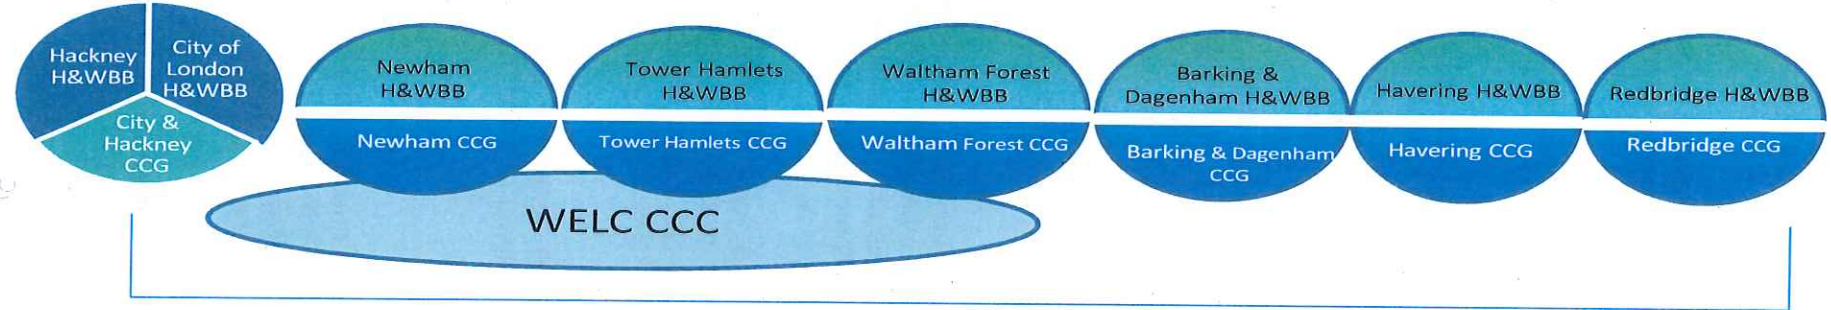 Hackney
H&WBB
City of
London
H&WBB
City &
Hackney
CCG
Newham
H&WBB
Newham CCG
Tower Hamlets
H&WBB
Tower Hamlets CCG
Waltham Forest
H&WBB
Waltham Forest CCG
Barking &
Dagenham H&WBB
Barking & Dagenham
CCG
Havering H&WBB
Havering CCG
Redbridge H&WBB
Redbridge CCG
WELC CCC